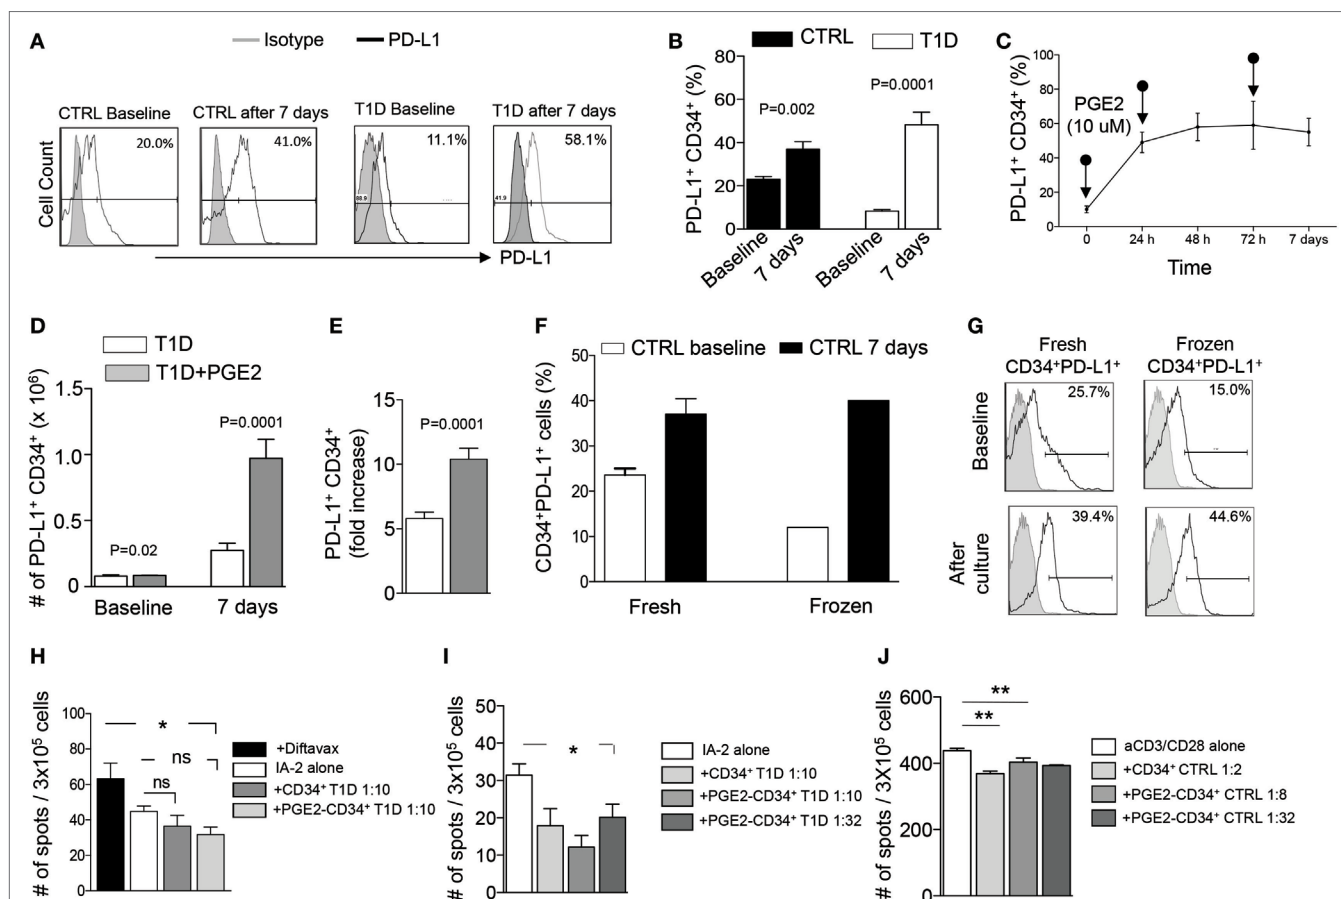 A
Isotype
PD-L1
CTRL Baseline
CTRL after 7 days
T1D Baseline
T1D after 7 days
20.0%
41.0%
11.1%
58.1%
88.9
41.9
Cell Count
PD-L1
B
CTRL
T1D
PD-L1⁺ CD34⁺ (%)
80
60
40
20
0
P=0.002
P=0.0001
Baseline
7 days
Baseline
7 days
C
PD-L1⁺ CD34⁺ (%)
100
80
60
40
20
0
PGE2
(10 uM)
0
24 h
48 h
72 h
7 days
Time
D
T1D
T1D+PGE2
# of PD-L1⁺ CD34⁺ (x 10⁶)
1.5
1.0
0.5
0
P=0.02
P=0.0001
Baseline
7 days
E
PD-L1⁺ CD34⁺
(fold increase)
15
10
5
0
P=0.0001
F
CTRL baseline
CTRL 7 days
CD34⁺PD-L1⁺ cells (%)
50
40
30
20
10
0
Fresh
Frozen
G
Fresh
CD34⁺PD-L1⁺
Frozen
CD34⁺PD-L1⁺
Baseline
25.7%
15.0%
After
culture
39.4%
44.6%
H
# of spots / 3x10⁵ cells
100
80
60
40
20
0
*
ns
ns
+Diftavax
IA-2 alone
+CD34⁺ T1D 1:10
+PGE2-CD34⁺ T1D 1:10
I
# of spots / 3x10⁵ cells
50
40
30
20
10
0
*
IA-2 alone
+CD34⁺ T1D 1:10
+PGE2-CD34⁺ T1D 1:10
+PGE2-CD34⁺ T1D 1:32
J
# of spots / 3X10⁵ cells
600
400
200
0
**
**
aCD3/CD28 alone
+CD34⁺ CTRL 1:2
+PGE2-CD34⁺ CTRL 1:8
+PGE2-CD34⁺ CTRL 1:32